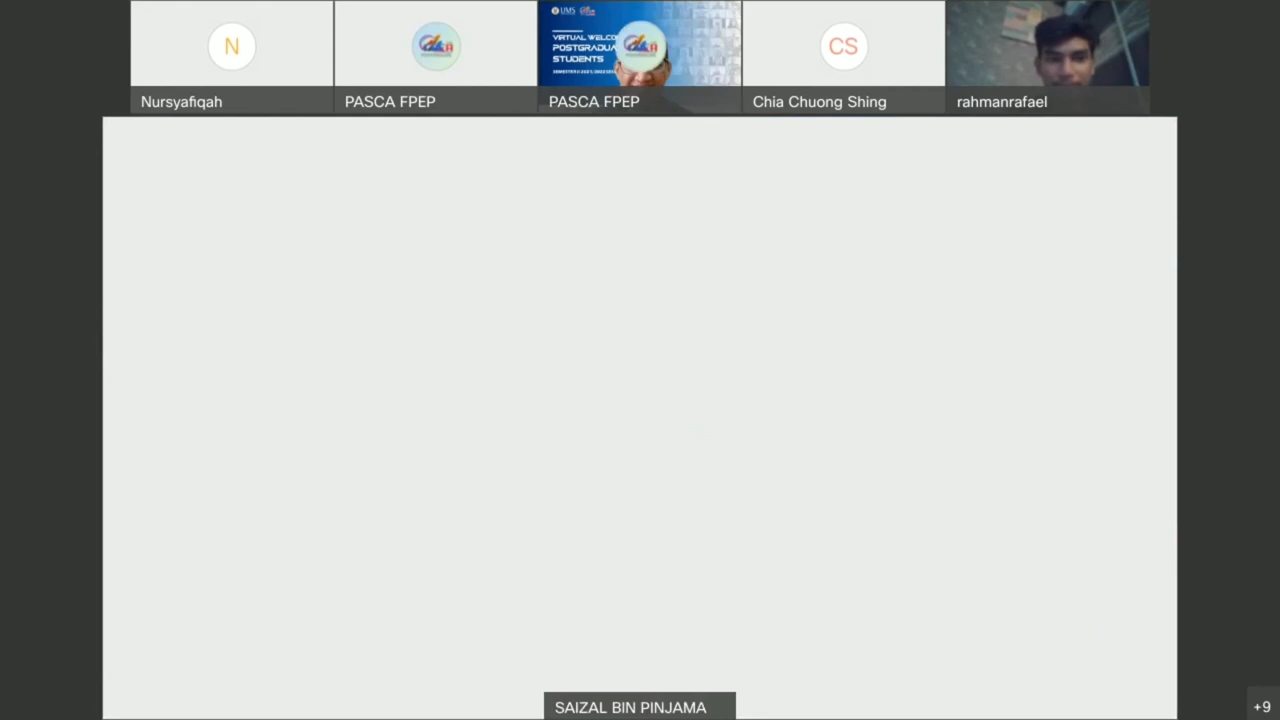 N
Nursyafiqah
PASCA FPEP
UMS
VIRTUAL WELCO
POSTGRADUA
STUDENTS
PASCA FPEP
CS
Chia Chuong Shing
rahmanrafael
SAIZAL BIN PINJAMA
+9